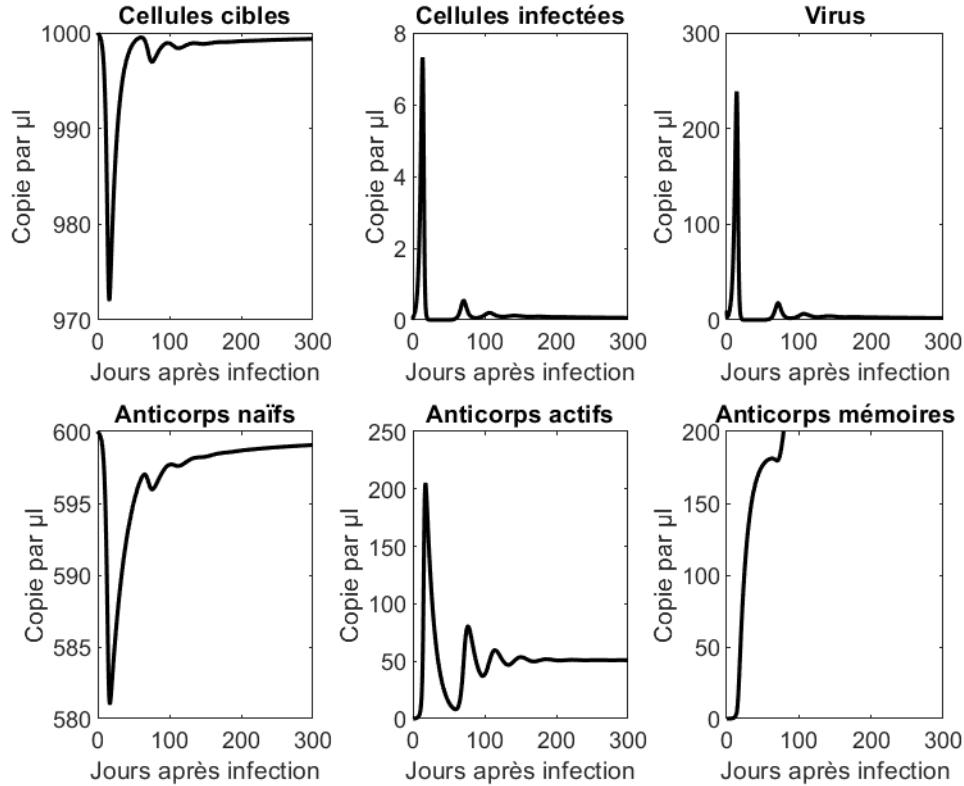 Cellules cibles
1000
990
980
970
Copie par µl
0 100 200 300
Jours après infection
Cellules infectées
8
6
4
2
0
Copie par µl
0 100 200 300
Jours après infection
Virus
300
200
100
0
Copie par µl
0 100 200 300
Jours après infection
Anticorps naïfs
600
595
590
585
580
Copie par µl
0 100 200 300
Jours après infection
Anticorps actifs
250
200
150
100
50
0
Copie par µl
0 100 200 300
Jours après infection
Anticorps mémoires
200
150
100
50
0
Copie par µl
0 100 200 300
Jours après infection